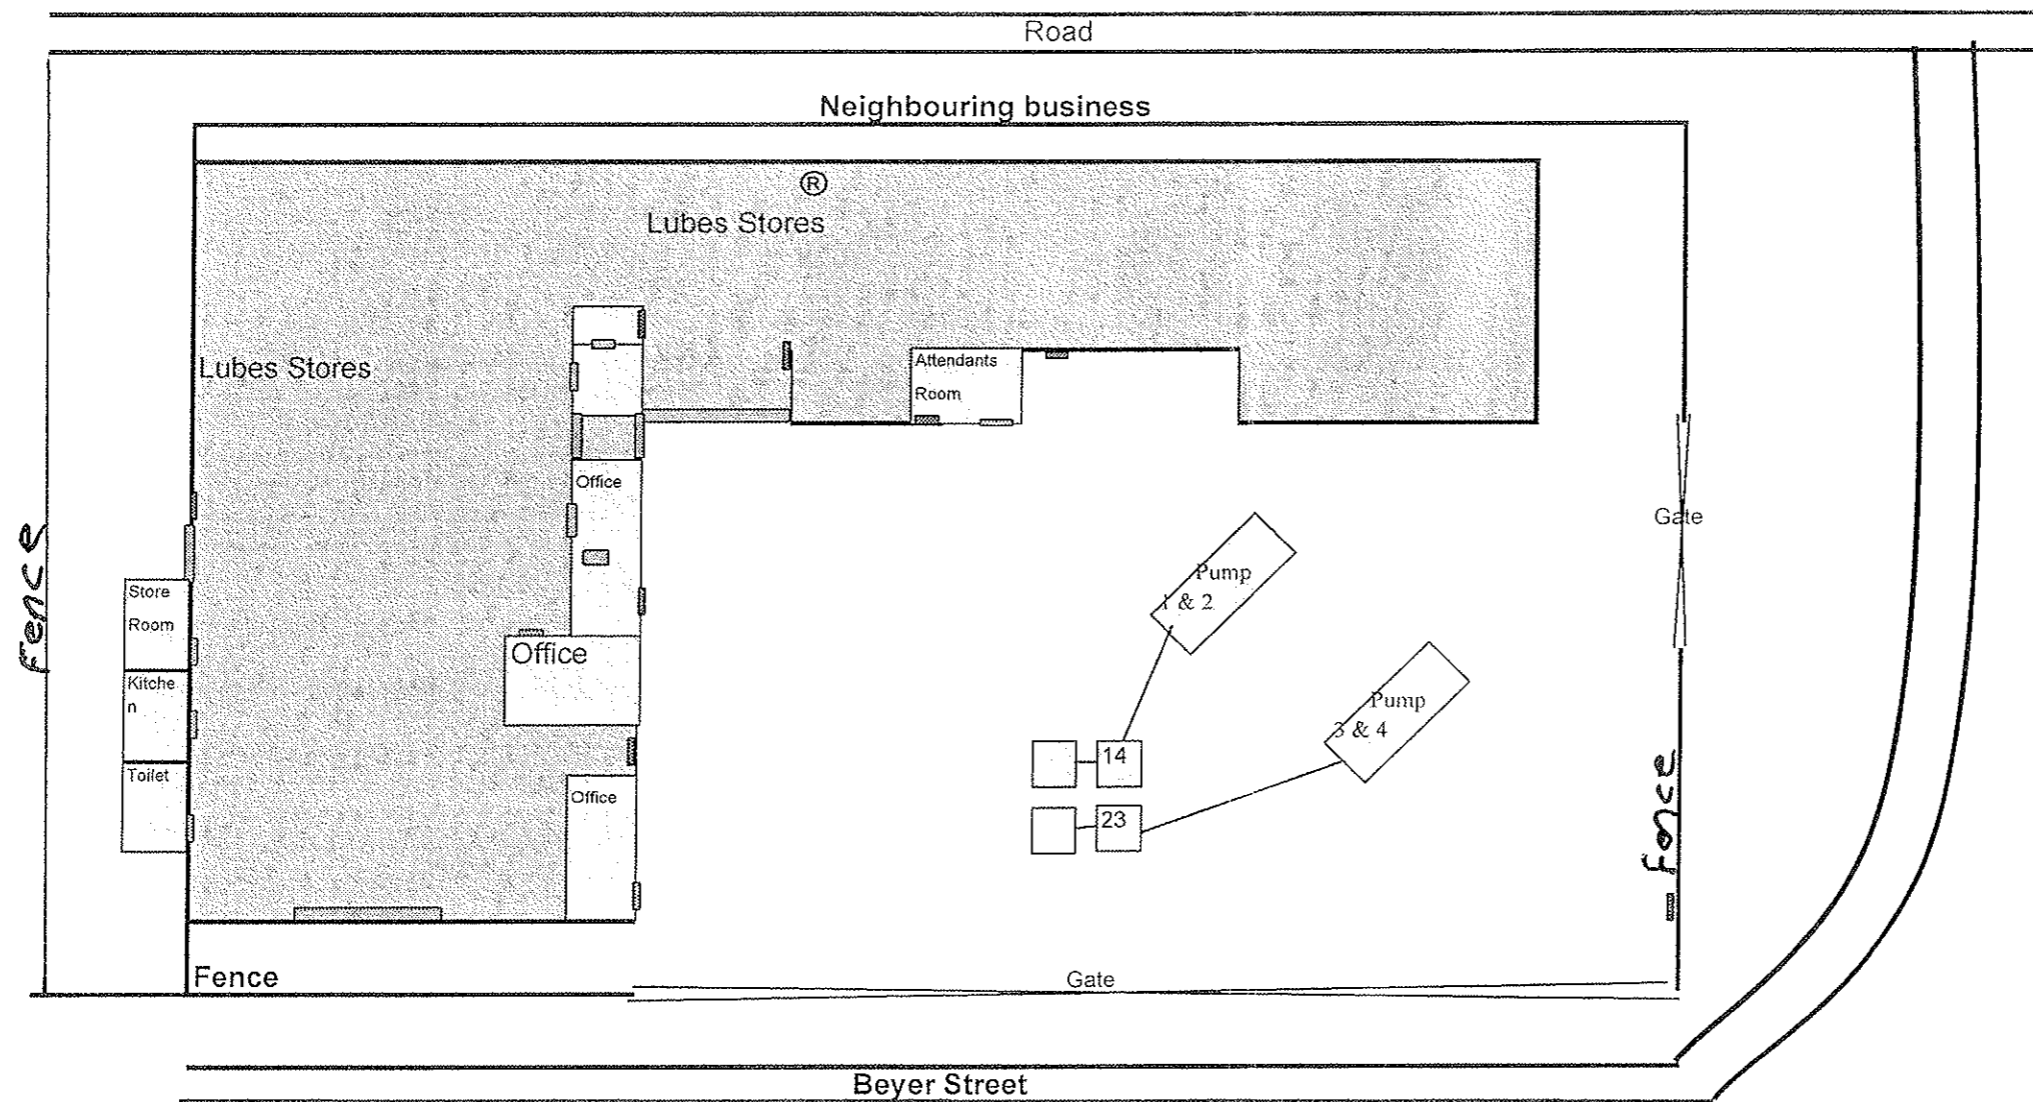 Road
Neighbouring business
®
Lubes Stores
Lubes Stores
Attendants
Room
Office
Gate
Fence
Pump
1 & 2
Store
Room
Office
Kitche
n
Pump
3 & 4
14
Toilet
Office
23
Fence
Fence
Gate
Beyer Street